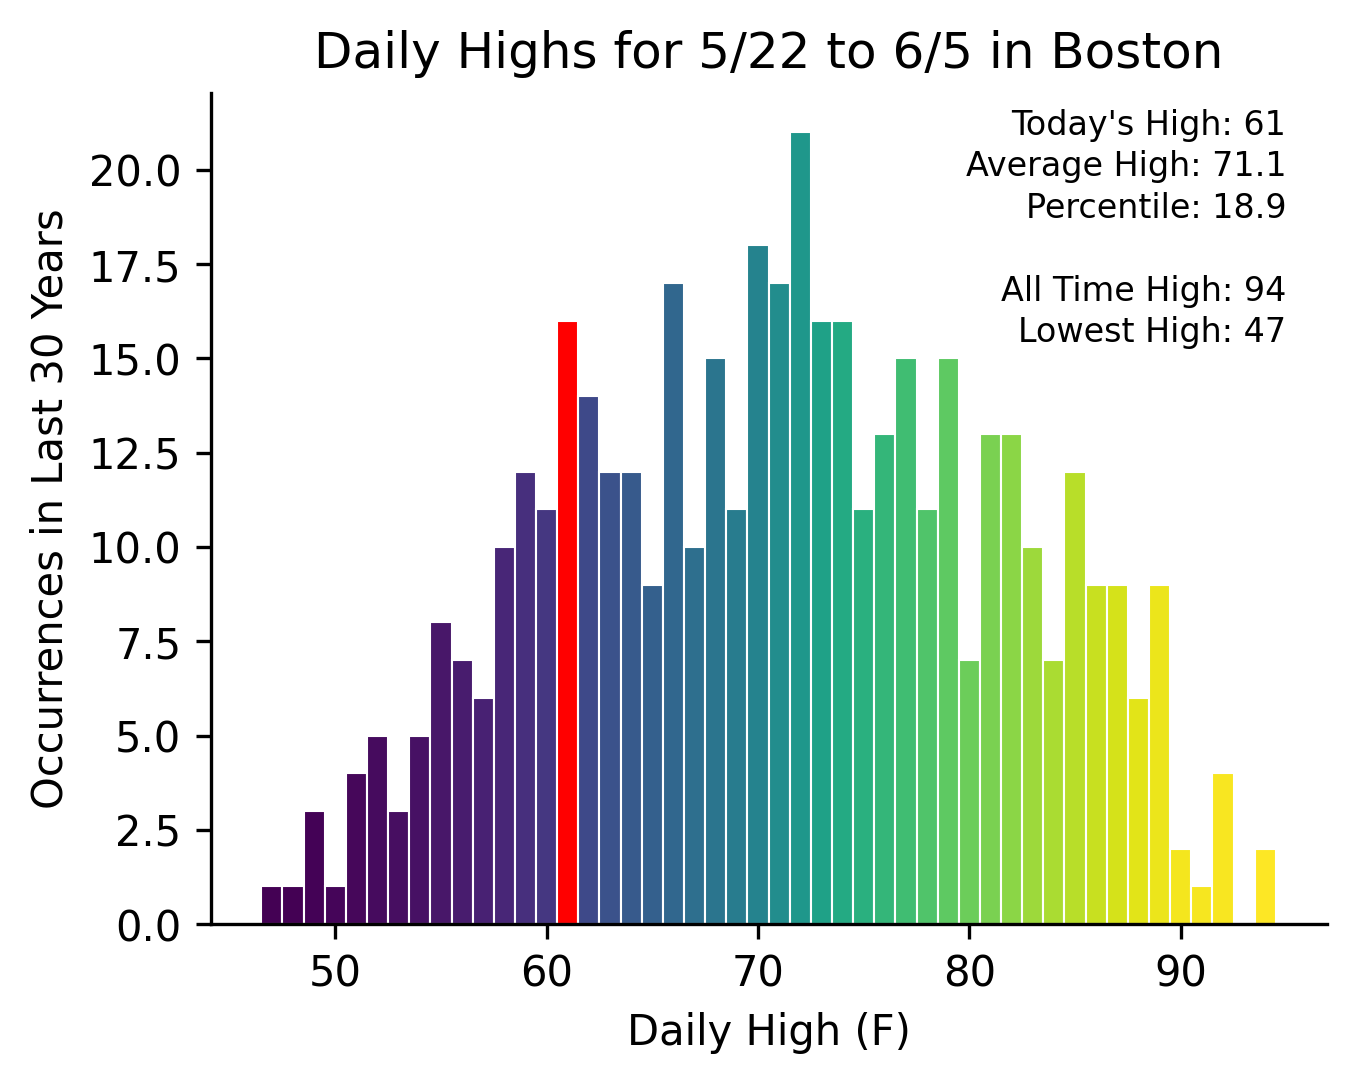 Daily Highs for 5/22 to 6/5 in Boston
Today's High: 61
Average High: 71.1
Percentile: 18.9
All Time High: 94
Lowest High: 47
Occurrences in Last 30 Years
20.0
17.5
15.0
12.5
10.0
7.5
5.0
2.5
0.0
50 60 70 80 90
Daily High (F)